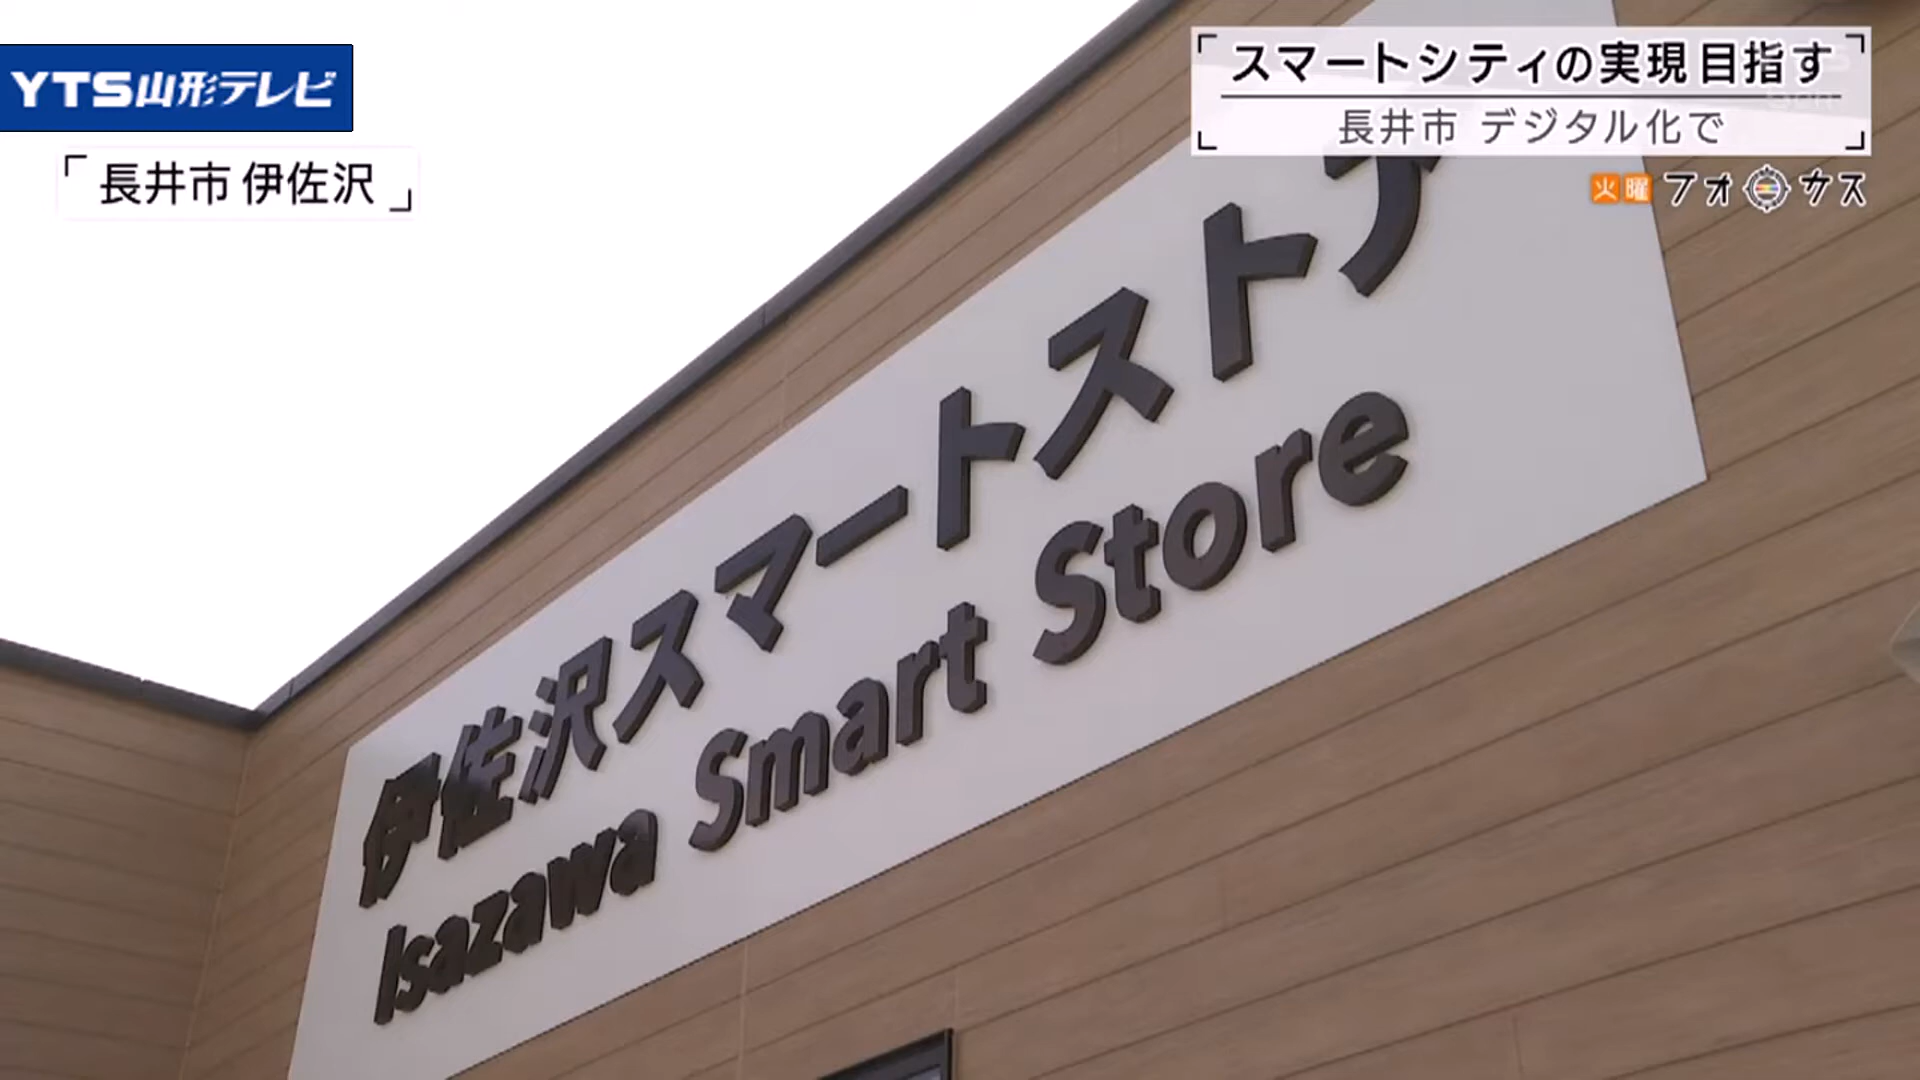 YTS山形テレビ
長井市 伊佐沢
スマートシティの実現目指す
長井市 デジタル化で
火曜 フォーカス
伊佐沢スマートストア
Isazawa Smart Store